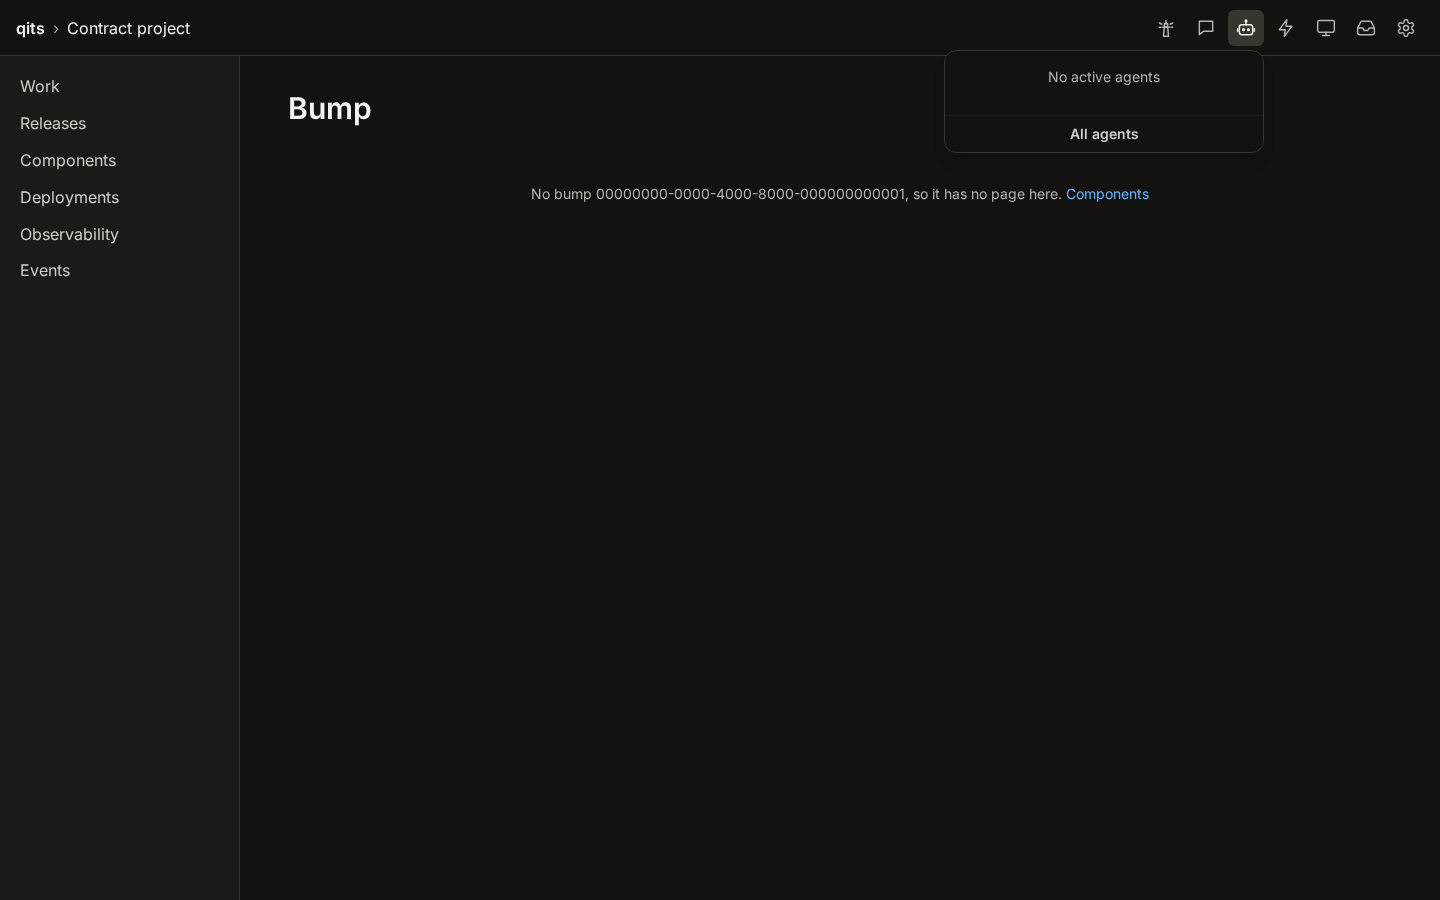 qits › Contract project
No active agents
All agents
Work
Releases
Components
Deployments
Observability
Events
Bump
No bump 00000000-0000-4000-8000-000000000001, so it has no page here. Components